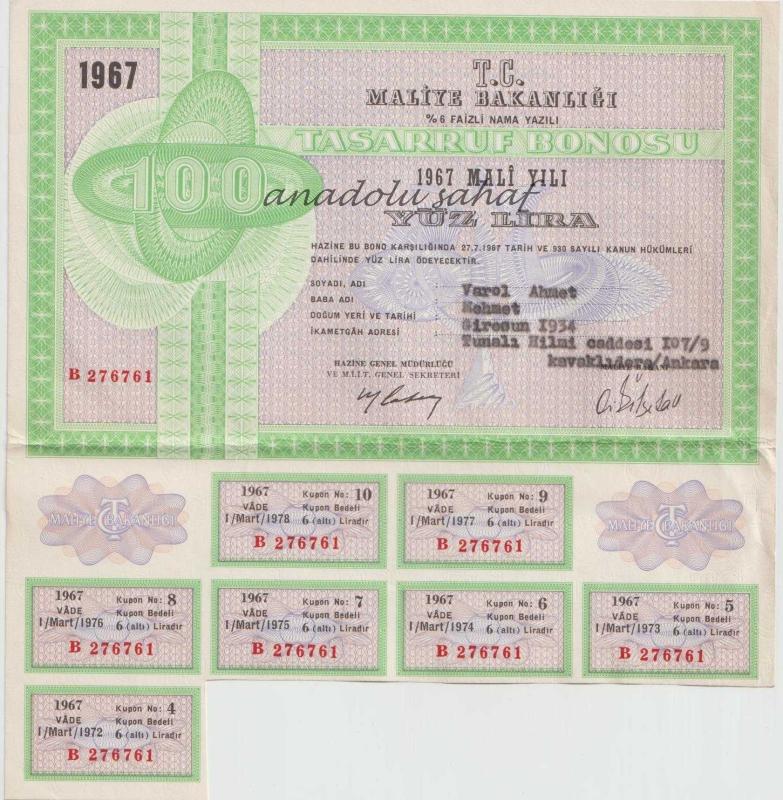 1967
T.C.
MALİYE BAKANLIĞI
%6 FAİZLİ NAMA YAZILI
TASARRUF BONOSU
100
1967 MALÎ YILI
anadolu sahaf
YÜZ LİRA
HAZİNE BU BONO KARŞILIĞINDA 27.7.1967 TARİH VE 930 SAYILI KANUN HÜKÜMLERİ
DAHİLİNDE YÜZ LİRA ÖDEYECEKTİR.
SOYADI, ADI Varol Ahmet
BABA ADI Mehmet
DOĞUM YERİ VE TARİHİ : Giresun I934
İKAMETGÂH ADRESİ : Tunalı Hilmi caddesi I07/9
kavaklıdere/Ankara
B 276761
HAZİNE GENEL MÜDÜRLÜĞÜ
VE M.İ.İ.T. GENEL SEKRETERİ
MALİYE BAKANLIĞI
TC
1967 Kupon No: 10
VÂDE Kupon Bedeli
1/Mart/1978 6 (altı) Liradır
B 276761
1967 Kupon No: 9
VÂDE Kupon Bedeli
1/Mart/1977 6 (altı) Liradır
B 276761
MALİYE BAKANLIĞI
TC
1967 Kupon No: 8
VÂDE Kupon Bedeli
1/Mart/1976 6 (altı) Liradır
B 276761
1967 Kupon No: 7
VÂDE Kupon Bedeli
1/Mart/1975 6 (altı) Liradır
B 276761
1967 Kupon No: 6
VÂDE Kupon Bedeli
1/Mart/1974 6 (altı) Liradır
B 276761
1967 Kupon No: 5
VÂDE Kupon Bedeli
1/Mart/1973 6 (altı) Liradır
B 276761
1967 Kupon No: 4
VÂDE Kupon Bedeli
1/Mart/1972 6 (altı) Liradır
B 276761